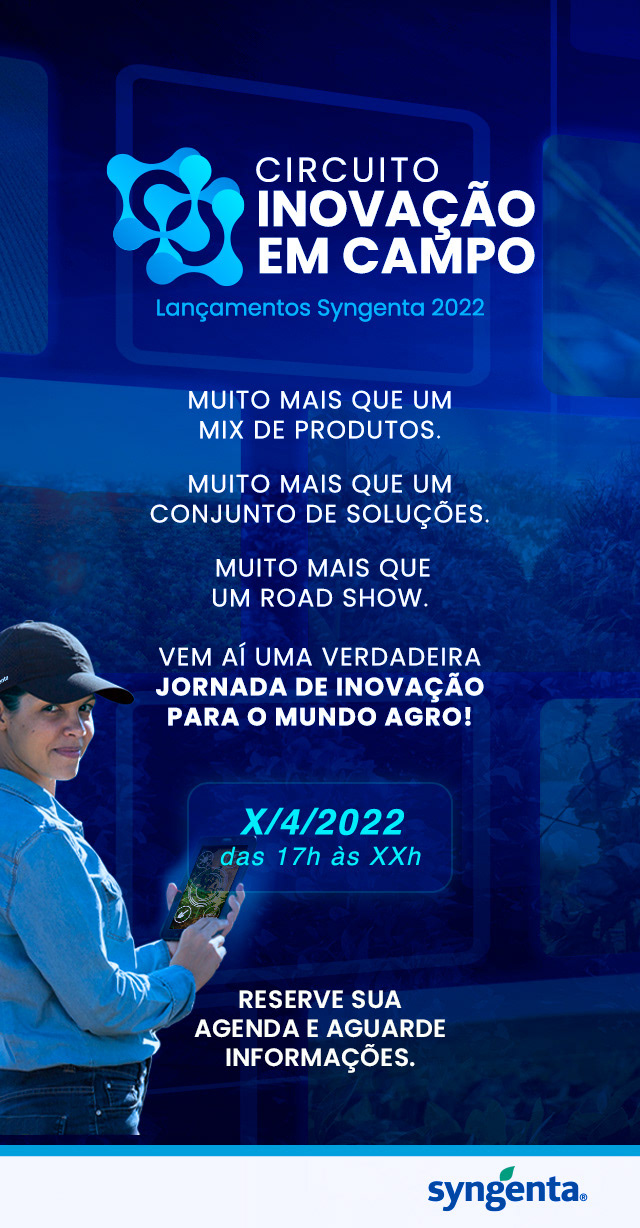 CIRCUITO
INOVAÇÃO
EM CAMPO
Lançamentos Syngenta 2022
MUITO MAIS QUE UM
MIX DE PRODUTOS.
MUITO MAIS QUE UM
CONJUNTO DE SOLUÇÕES.
MUITO MAIS QUE
UM ROAD SHOW.
VEM AÍ UMA VERDADEIRA
JORNADA DE INOVAÇÃO
PARA O MUNDO AGRO!
X/4/2022
das 17h às XXh
RESERVE SUA
AGENDA E AGUARDE
INFORMAÇÕES.
syngenta®